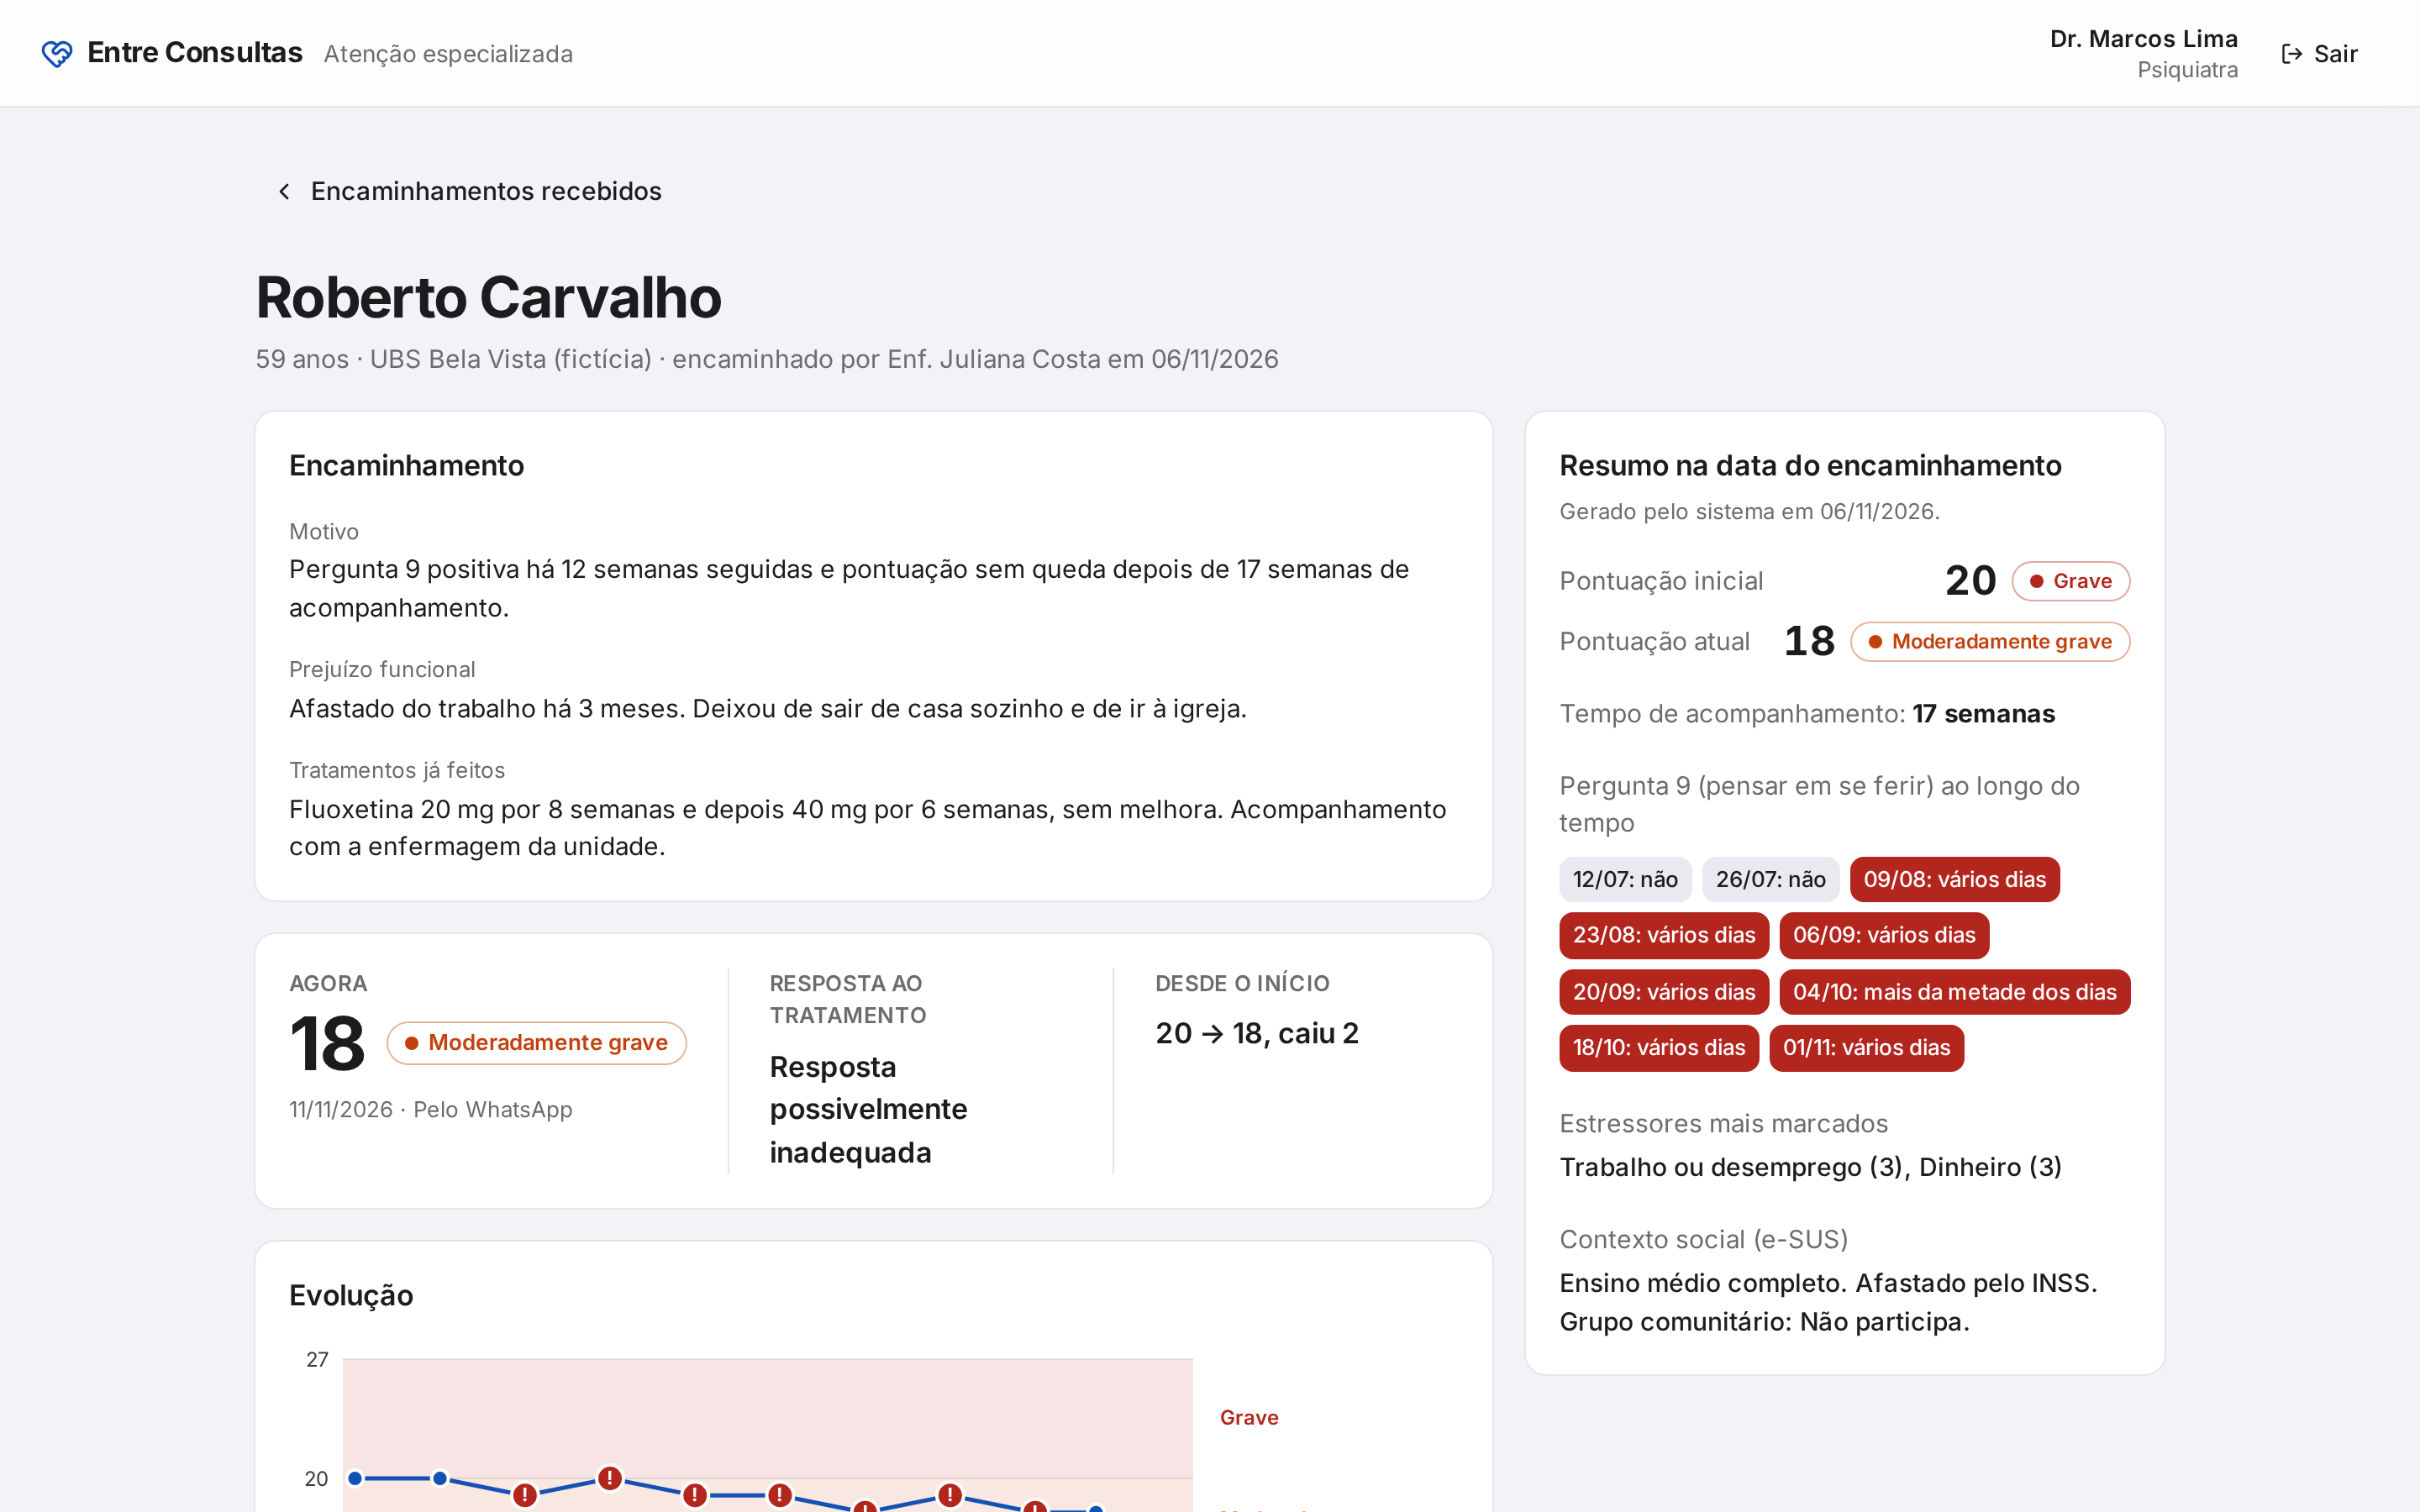 Entre Consultas Atenção especializada
Dr. Marcos Lima
Psiquiatra
Sair
Encaminhamentos recebidos
Roberto Carvalho
59 anos · UBS Bela Vista (fictícia) · encaminhado por Enf. Juliana Costa em 06/11/2026
Encaminhamento
Motivo
Pergunta 9 positiva há 12 semanas seguidas e pontuação sem queda depois de 17 semanas de
acompanhamento.
Prejuízo funcional
Afastado do trabalho há 3 meses. Deixou de sair de casa sozinho e de ir à igreja.
Tratamentos já feitos
Fluoxetina 20 mg por 8 semanas e depois 40 mg por 6 semanas, sem melhora. Acompanhamento
com a enfermagem da unidade.
AGORA
18 Moderadamente grave
11/11/2026 · Pelo WhatsApp
RESPOSTA AO
TRATAMENTO
Resposta
possivelmente
inadequada
DESDE O INÍCIO
20 → 18, caiu 2
Evolução
27
Grave
20
Resumo na data do encaminhamento
Gerado pelo sistema em 06/11/2026.
Pontuação inicial 20 Grave
Pontuação atual 18 Moderadamente grave
Tempo de acompanhamento: 17 semanas
Pergunta 9 (pensar em se ferir) ao longo do
tempo
12/07: não 26/07: não 09/08: vários dias
23/08: vários dias 06/09: vários dias
20/09: vários dias 04/10: mais da metade dos dias
18/10: vários dias 01/11: vários dias
Estressores mais marcados
Trabalho ou desemprego (3), Dinheiro (3)
Contexto social (e-SUS)
Ensino médio completo. Afastado pelo INSS.
Grupo comunitário: Não participa.